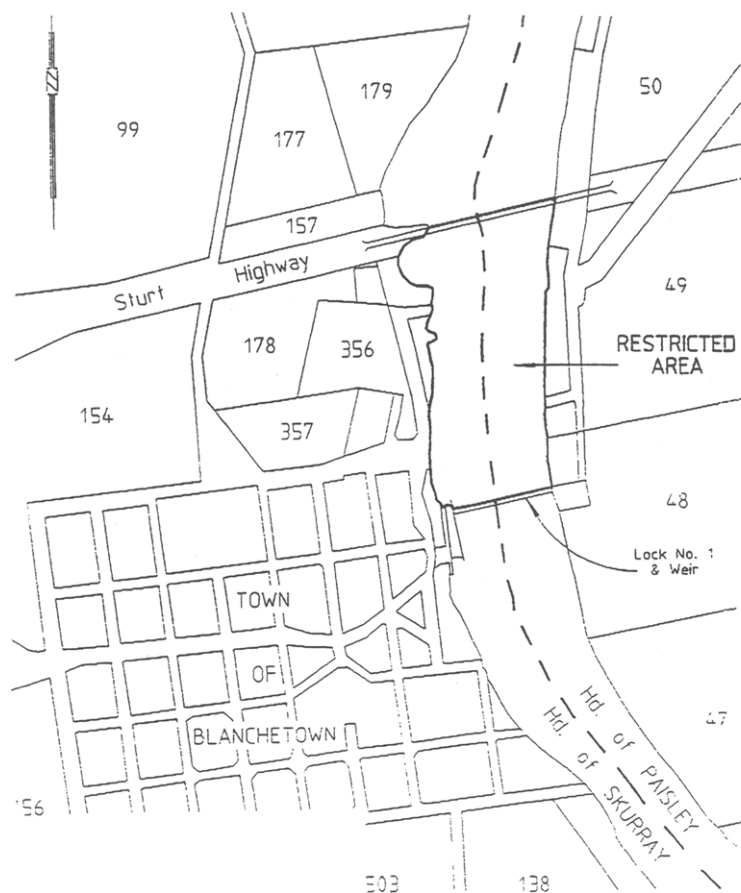 179
50
99
177
157
Sturt Highway
49
178
356
RESTRICTED
AREA
154
357
48
Lock No. 1
& Weir
TOWN
OF
BLANCHETOWN
Hd. of PAISLEY
Hd. of SKURRAY
47
156
503
138